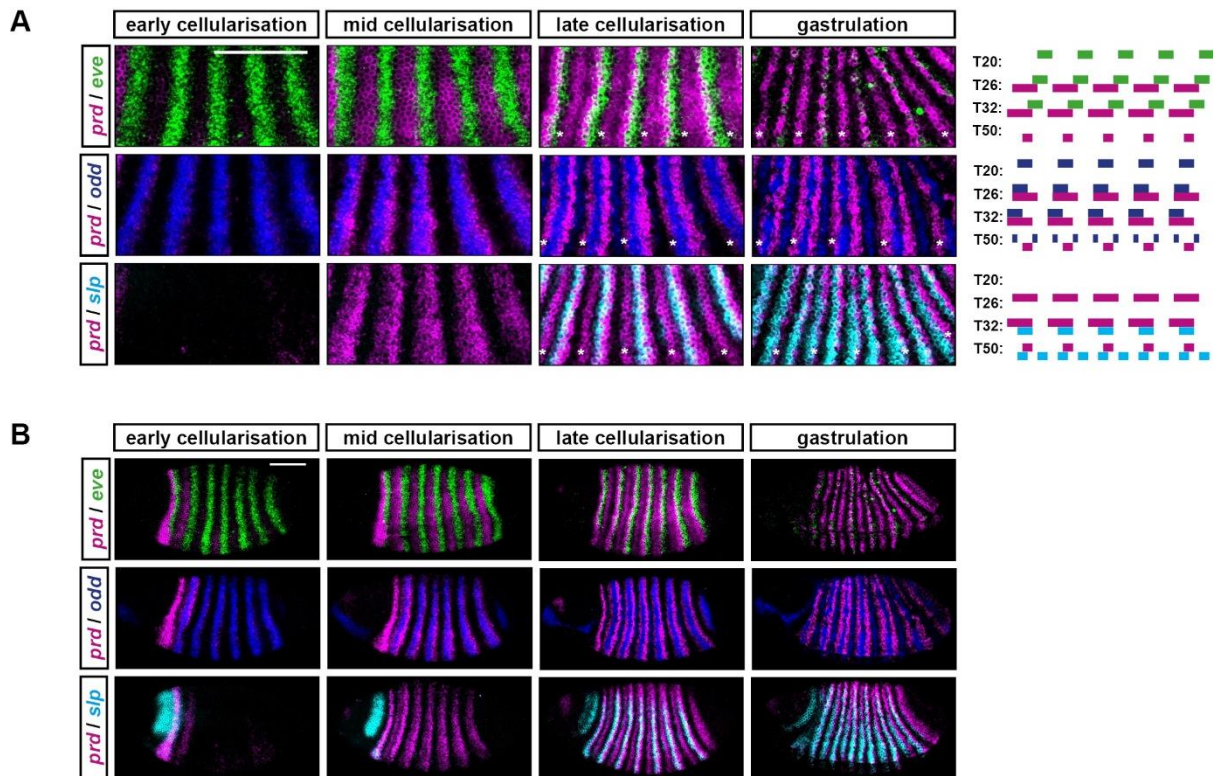 A
early cellularisation
mid cellularisation
late cellularisation
gastrulation
prd / eve
* * * * *
* * * * *
T20:
T26:
T32:
T50:
prd / odd
* * * * *
* * * * *
T20:
T26:
T32:
T50:
prd / slp
* * * * *
* * * * *
T20:
T26:
T32:
T50:
B
early cellularisation
mid cellularisation
late cellularisation
gastrulation
prd / eve
prd / odd
prd / slp